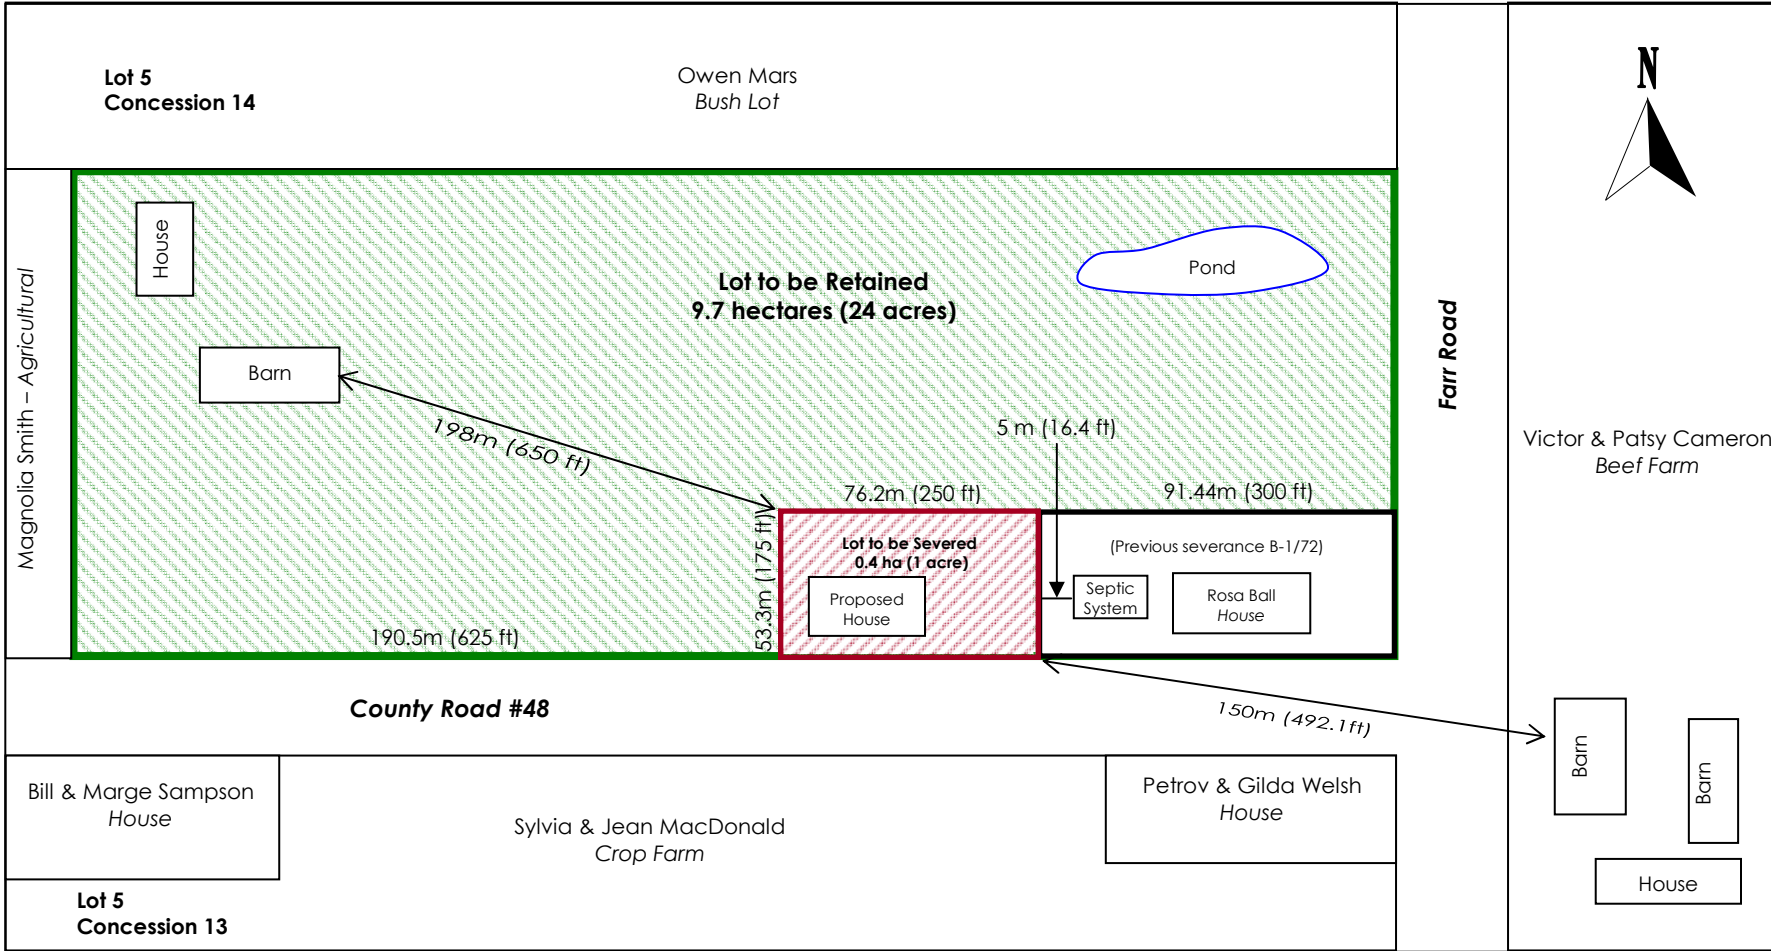 Lot 5
Concession 14
Owen Mars
Bush Lot
N
House
Magnolia Smith – Agricultural
Lot to be Retained
9.7 hectares (24 acres)
Pond
Farr Road
Barn
198m (650 ft)
5 m (16.4 ft)
Victor & Patsy Cameron
Beef Farm
76.2m (250 ft)
91.44m (300 ft)
53.3m (175 ft)
Lot to be Severed
0.4 ha (1 acre)
(Previous severance B-1/72)
Proposed
House
Septic
System
Rosa Ball
House
190.5m (625 ft)
County Road #48
150m (492.1ft)
Barn
Barn
House
Bill & Marge Sampson
House
Sylvia & Jean MacDonald
Crop Farm
Petrov & Gilda Welsh
House
Lot 5
Concession 13